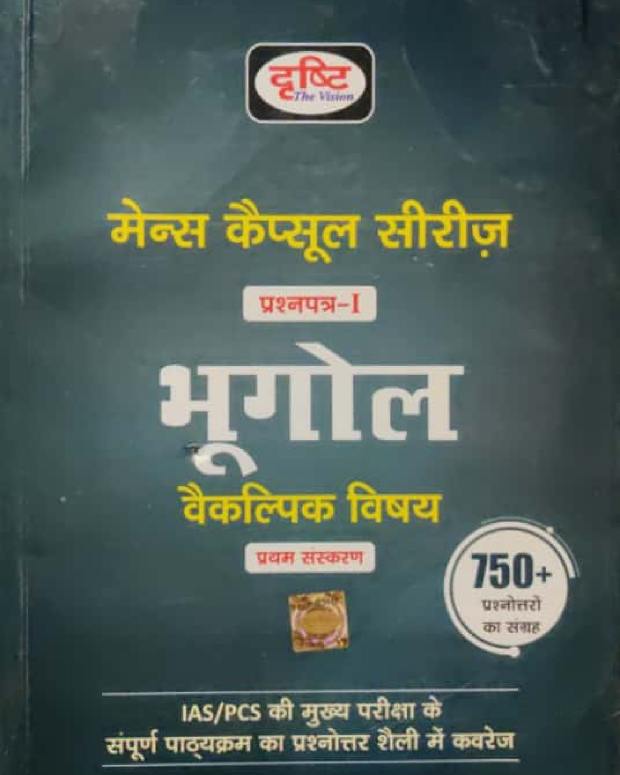 दृष्टि
The Vision
मेन्स कैप्सूल सीरीज़
प्रश्नपत्र-I
भूगोल
वैकल्पिक विषय
प्रथम संस्करण
750+
प्रश्नोत्तरों
का संग्रह
IAS/PCS की मुख्य परीक्षा के
संपूर्ण पाठ्यक्रम का प्रश्नोत्तर शैली में कवरेज